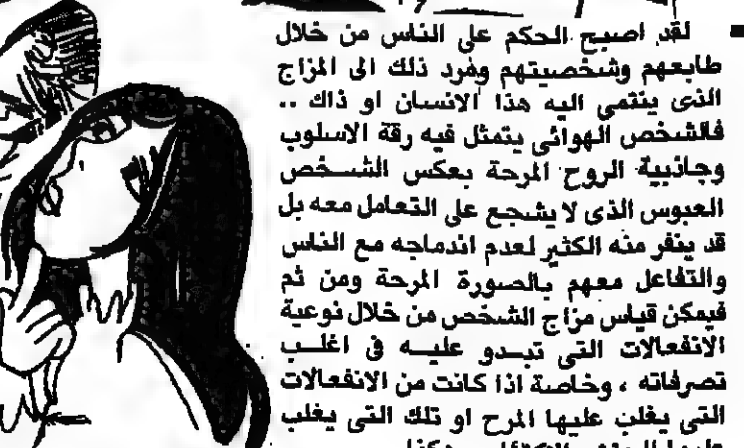 لقد اصبح الحكم على الناس من خلال
طابعهم وشخصيتهم ومرد ذلك الى المزاج
الذى ينتمى اليه هذا الانسان او ذاك ..
فالشخص الهوائى يتمثل فيه رقة الاسلوب
وجاذبية الروح المرحة بعكس الشخص
العبوس الذى لا يشجع على التعامل معه بل
قد ينفر منه الكثير لعدم اندماجه مع الناس
والتفاعل معهم بالصورة المرحة ومن ثم
فيمكن قياس مزاج الشخص من خلال نوعية
الانفعالات التى تبدو عليه فى اغلب
تصرفاته ، وخاصة اذا كانت من الانفعالات
التى يغلب عليها المرح او تلك التى يغلب